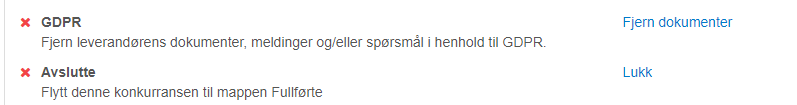 GDPR Fjern dokumenter
Fjern leverandørens dokumenter, meldinger og/eller spørsmål i henhold til GDPR.
Avslutte Lukk
Flytt denne konkurransen til mappen Fullførte